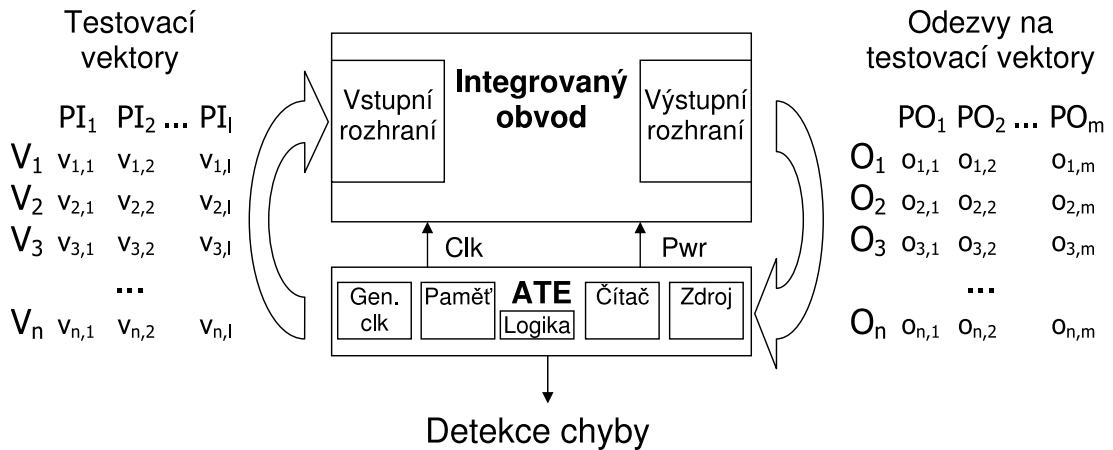 Testovací
vektory
PI1 PI2 ... PIl
V1 v1,1 v1,2 v1,l
V2 v2,1 v2,2 v2,l
V3 v3,1 v3,2 v3,l
...
Vn vn,1 vn,2 vn,l
Integrovaný
obvod
Vstupní
rozhraní
Výstupní
rozhraní
Clk
Pwr
ATE
Gen.
clk
Paměť
Logika
Čítač
Zdroj
Detekce chyby
Odezvy na
testovací vektory
PO1 PO2 ... POm
O1 o1,1 o1,2 o1,m
O2 o2,1 o2,2 o2,m
O3 o3,1 o3,2 o3,m
...
On on,1 on,2 on,m